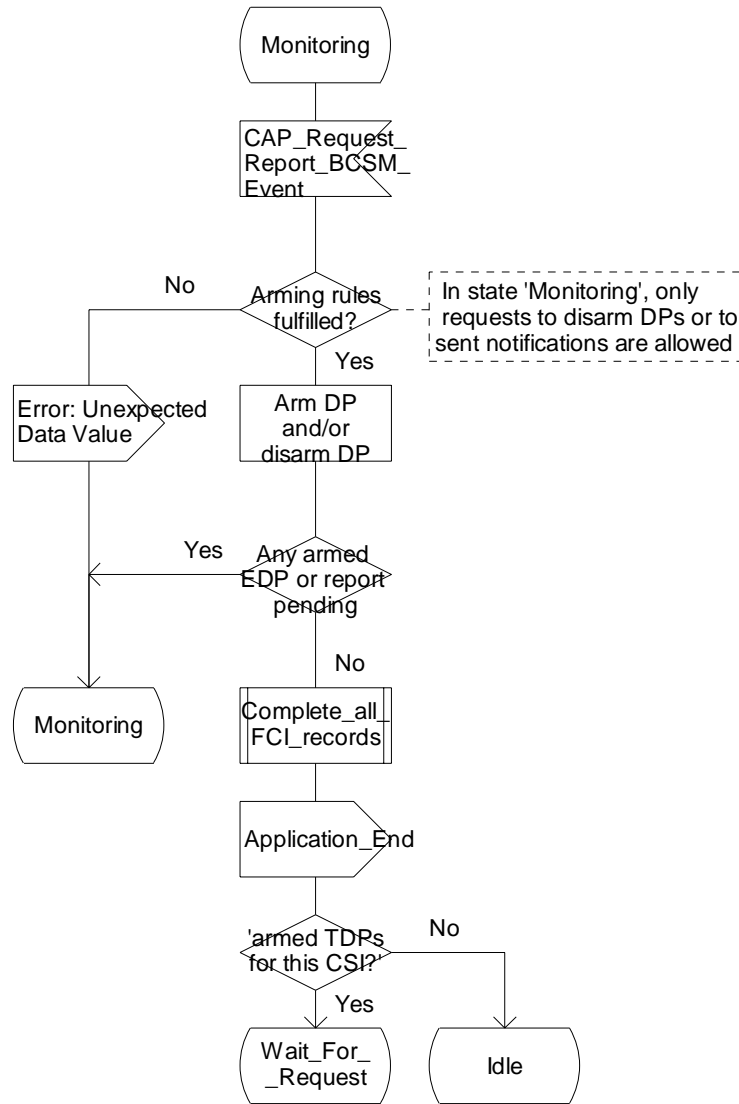 Monitoring
CAP_Request_
Report_BCSM_
Event
No
Arming rules
fulfilled?
In state 'Monitoring', only
requests to disarm DPs or to
sent notifications are allowed
Yes
Error: Unexpected
Data Value
Arm DP
and/or
disarm DP
Yes
Any armed
EDP or report
pending
No
Monitoring
Complete_all_
FCI_records
Application_End
'armed TDPs
for this CSI?'
No
Yes
Wait_For_
_Request
Idle